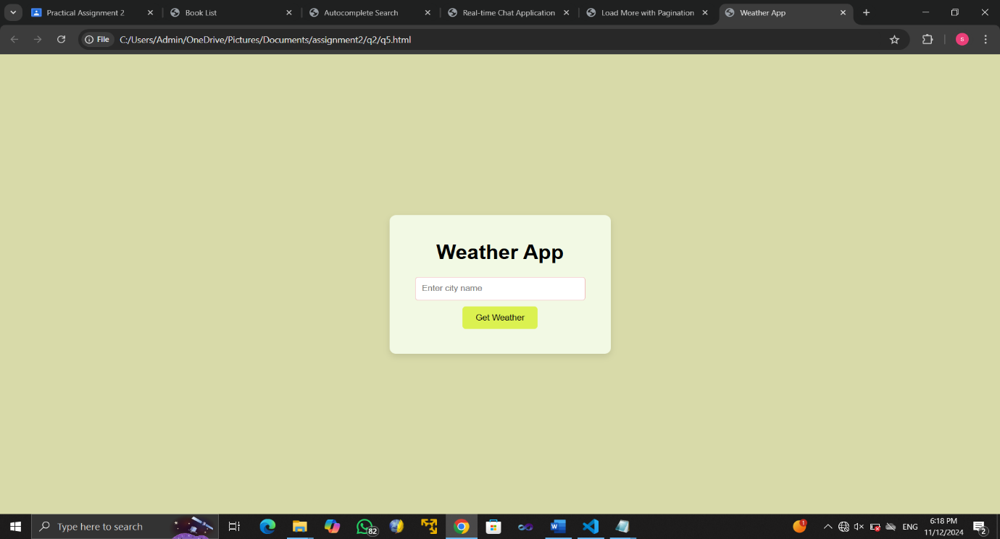 Practical Assignment 2
Book List
Autocomplete Search
Real-time Chat Application
Load More with Pagination
Weather App
File
C:/Users/Admin/OneDrive/Pictures/Documents/assignment2/q2/q5.html
S
Weather App
Enter city name
Get Weather
Type here to search
82
1
ENG
6:18 PM
11/12/2024
2